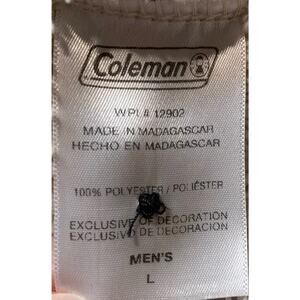 Coleman
WPL# 12902
MADE IN MADAGASCAR
HECHO EN MADAGASCAR
100% POLYESTER / POLIÉSTER
EXCLUSIVE OF DECORATION
EXCLUSIVO DE DECORACION
MEN'S
L